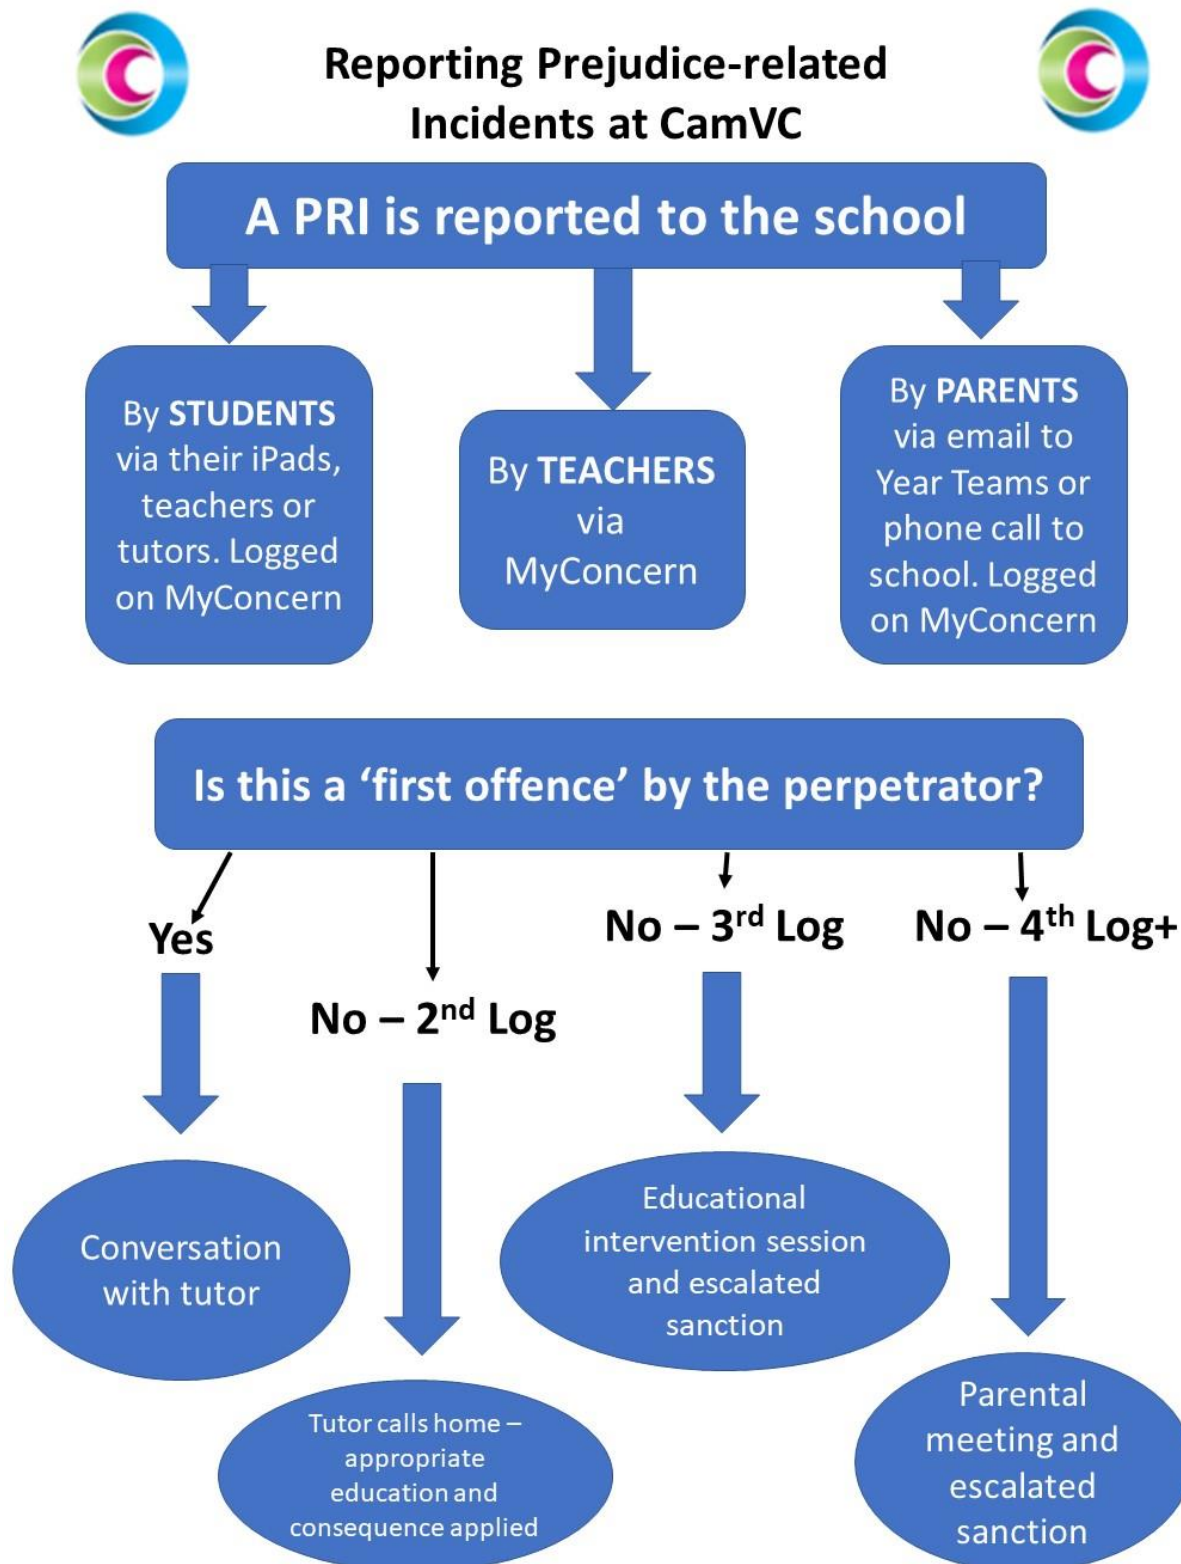 Reporting Prejudice-related
Incidents at CamVC
A PRI is reported to the school
By STUDENTS
via their iPads,
teachers or
tutors. Logged
on MyConcern
By TEACHERS
via
MyConcern
By PARENTS
via email to
Year Teams or
phone call to
school. Logged
on MyConcern
Is this a ‘first offence’ by the perpetrator?
Yes
No – 2nd Log
No – 3rd Log
No – 4th Log+
Conversation
with tutor
Tutor calls home –
appropriate
education and
consequence applied
Educational
intervention session
and escalated
sanction
Parental
meeting and
escalated
sanction